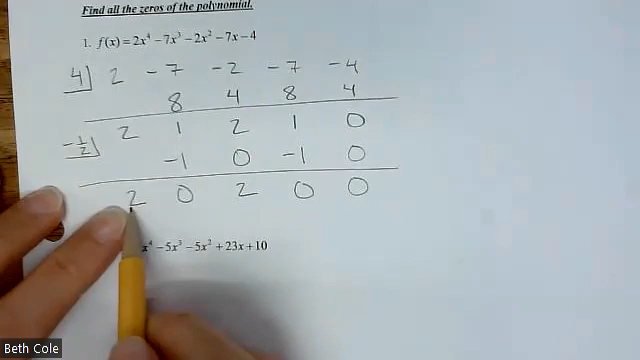 Find all the zeros of the polynomial.
1. f(x) = 2x⁴ − 7x³ − 2x² − 7x − 4
4 2 -7 -2 -7 -4
8 4 8 4
2 1 2 1 0
-1/2
-1 0 -1 0
2 0 2 0 0
x⁴ − 5x³ − 5x² + 23x + 10
Beth Cole